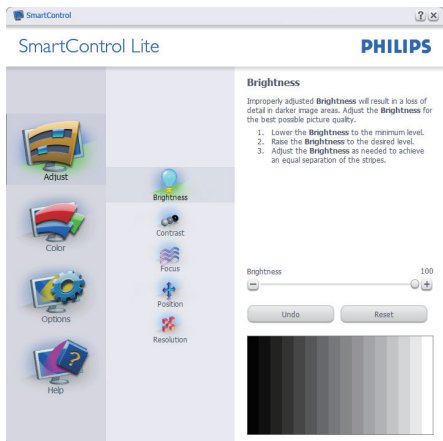 SmartControl
SmartControl Lite
PHILIPS
Adjust
Color
Options
Help
Brightness
Contrast
Focus
Position
Resolution
Brightness
Improperly adjusted Brightness will result in a loss of
detail in darker image areas. Adjust the Brightness for
the best possible picture quality.
1. Lower the Brightness to the minimum level.
2. Raise the Brightness to the desired level.
3. Adjust the Brightness as needed to achieve
an equal separation of the stripes.
Brightness 100
Undo Reset